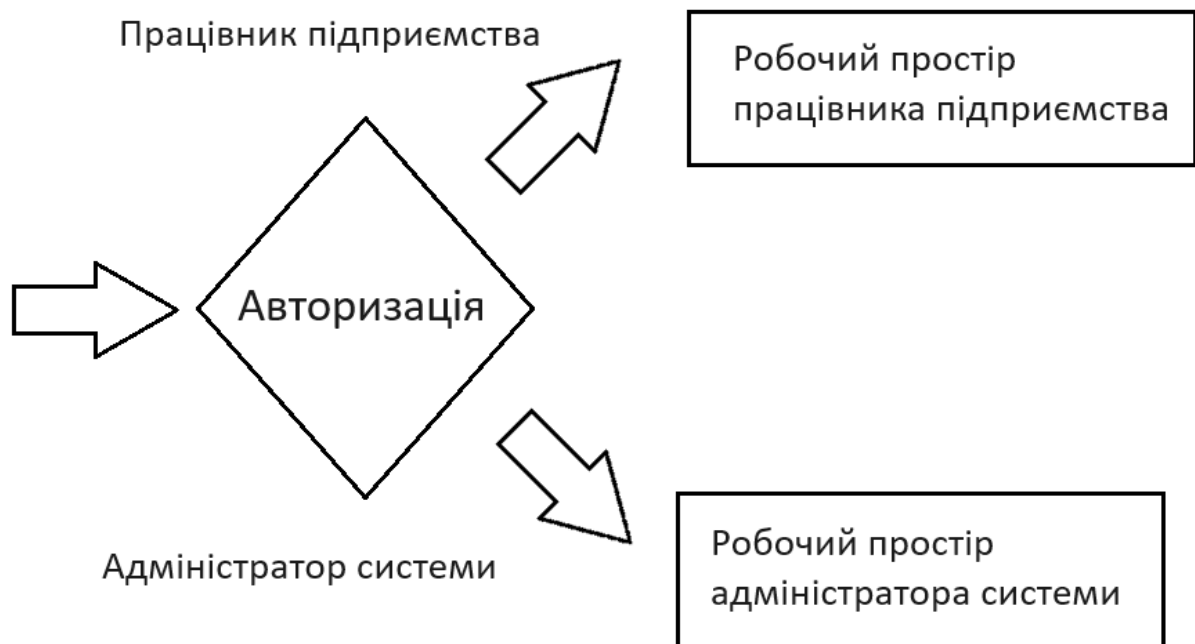 Працівник підприємства
Робочий простір
працівника підприємства
Авторизація
Адміністратор системи
Робочий простір
адміністратора системи